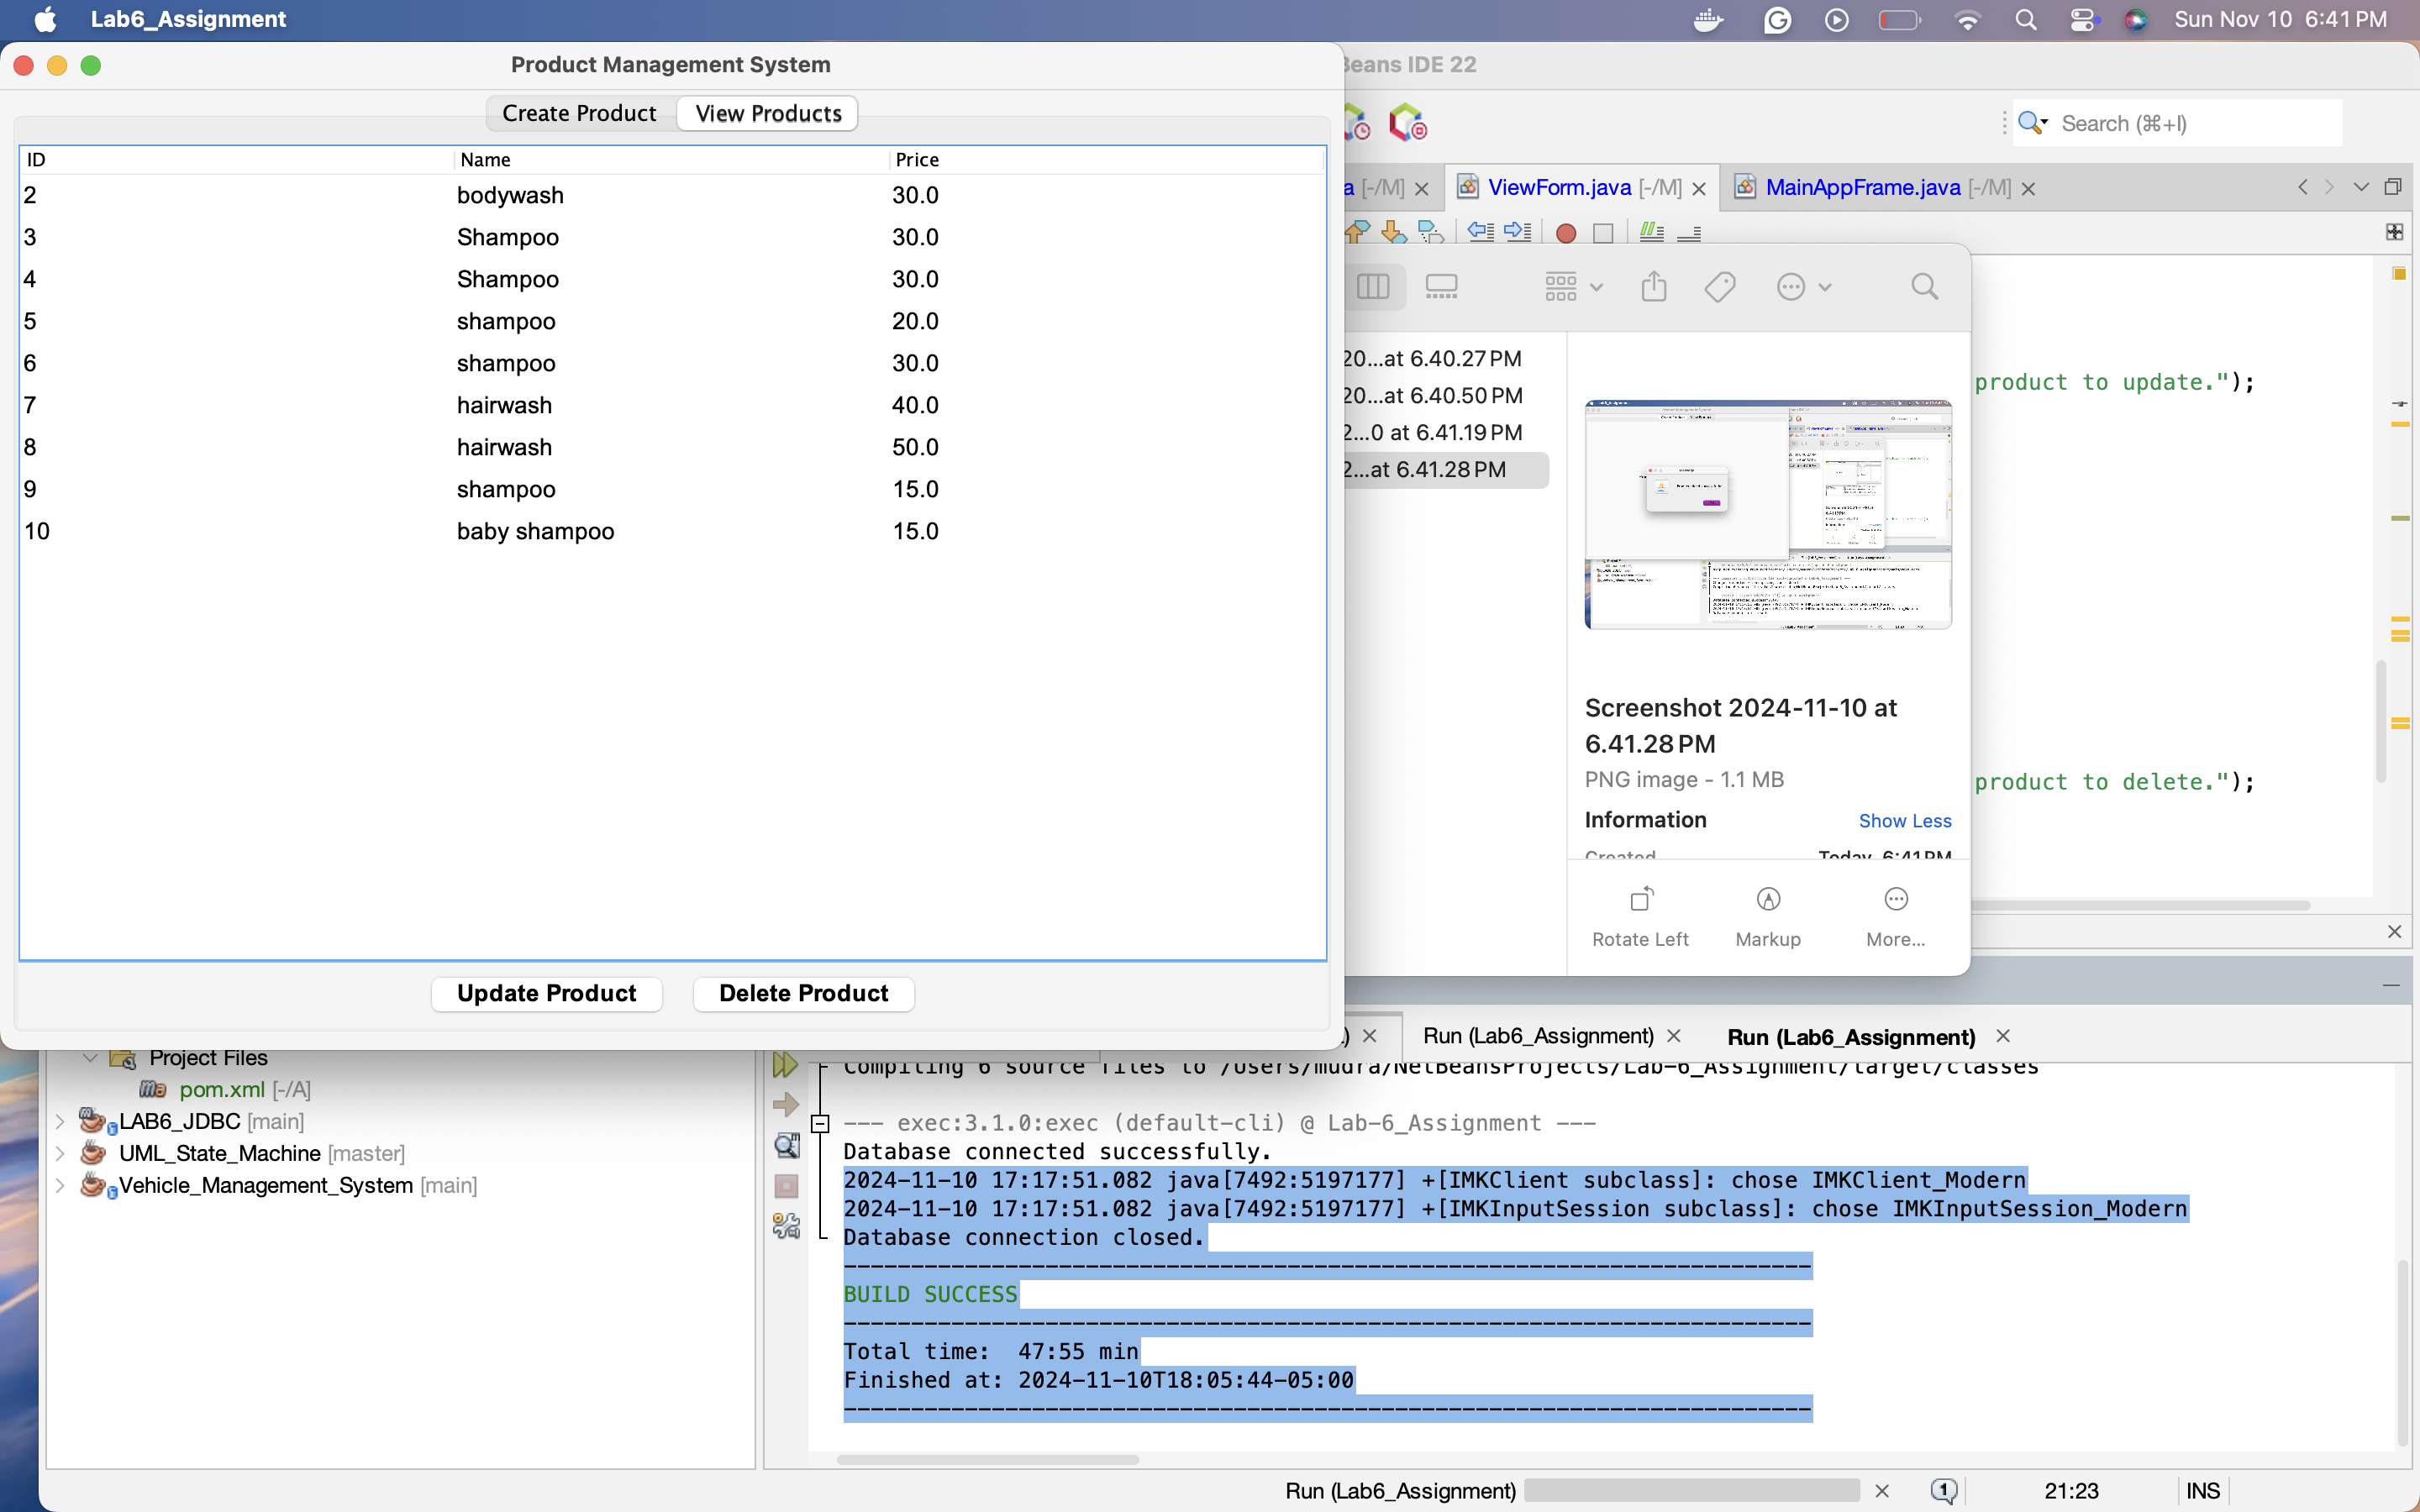 Lab6_Assignment
Sun Nov 10 6:41 PM
Product Management System
Beans IDE 22
Create Product
View Products
Search (⌘+I)
ID Name Price
2 bodywash 30.0
3 Shampoo 30.0
4 Shampoo 30.0
5 shampoo 20.0
6 shampoo 30.0
7 hairwash 40.0
8 hairwash 50.0
9 shampoo 15.0
10 baby shampoo 15.0
Update Product
Delete Product
a [-/M]
ViewForm.java [-/M]
MainAppFrame.java [-/M]
20...at 6.40.27 PM
20...at 6.40.50 PM
2...0 at 6.41.19 PM
2...at 6.41.28 PM
product to update.");
Screenshot 2024-11-10 at
6.41.28 PM
PNG image - 1.1 MB
product to delete.");
Information
Show Less
Created
Today, 6:41 PM
Rotate Left
Markup
More...
Run (Lab6_Assignment)
Run (Lab6_Assignment)
Project Files
pom.xml [-/A]
LAB6_JDBC [main]
UML_State_Machine [master]
Vehicle_Management_System [main]
Compiling 6 source files to /Users/mudra/NetBeansProjects/Lab-6_Assignment/target/classes
--- exec:3.1.0:exec (default-cli) @ Lab-6_Assignment ---
Database connected successfully.
2024-11-10 17:17:51.082 java[7492:5197177] +[IMKClient subclass]: chose IMKClient_Modern
2024-11-10 17:17:51.082 java[7492:5197177] +[IMKInputSession subclass]: chose IMKInputSession_Modern
Database connection closed.
------------------------------------------------------------------------
BUILD SUCCESS
------------------------------------------------------------------------
Total time:  47:55 min
Finished at: 2024-11-10T18:05:44-05:00
------------------------------------------------------------------------
Run (Lab6_Assignment)
1
21:23
INS